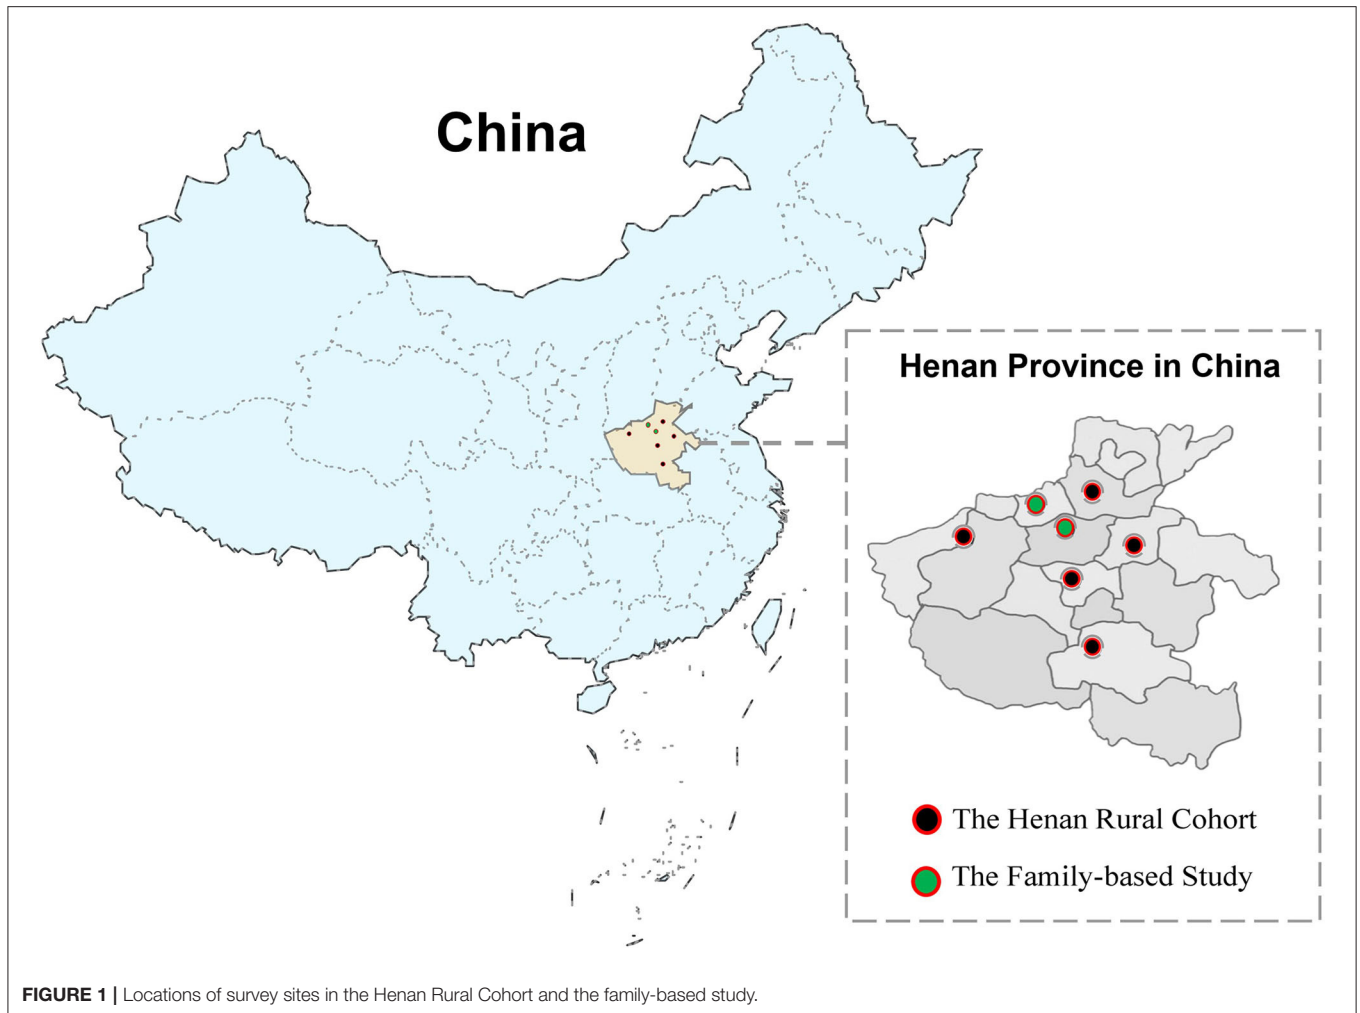 China
Henan Province in China
The Henan Rural Cohort
The Family-based Study
FIGURE 1 | Locations of survey sites in the Henan Rural Cohort and the family-based study.